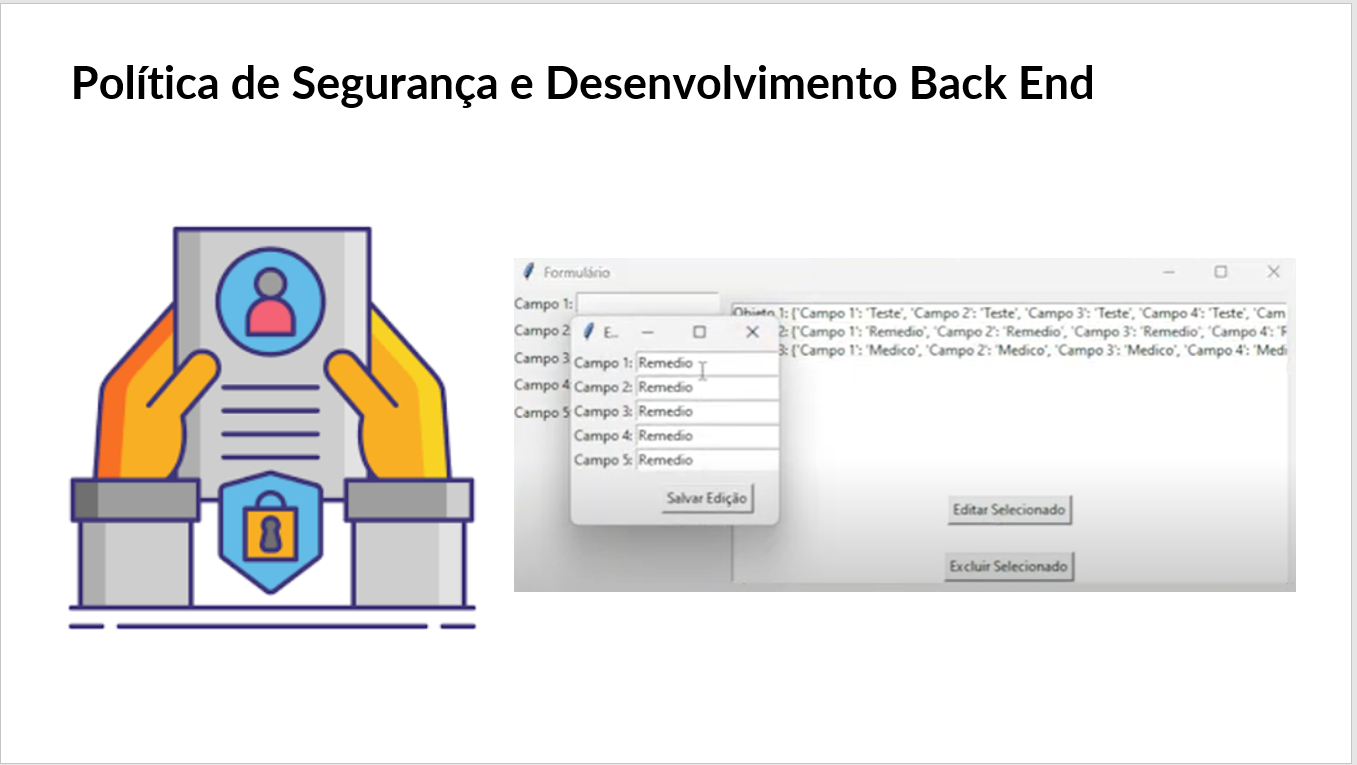 Política de Segurança e Desenvolvimento Back End
Formulário
Campo 1:
Campo 2
Campo 3
Campo 4
Campo 5
Objeto 1: {'Campo 1': 'Teste', 'Campo 2': 'Teste', 'Campo 3': 'Teste', 'Campo 4': 'Teste', 'Cam
2: {'Campo 1': 'Remedio', 'Campo 2': 'Remedio', 'Campo 3': 'Remedio', 'Campo 4': 'F
3: {'Campo 1': 'Medico', 'Campo 2': 'Medico', 'Campo 3': 'Medico', 'Campo 4': 'Medi
E...
Campo 1: Remedio
Campo 2: Remedio
Campo 3: Remedio
Campo 4: Remedio
Campo 5: Remedio
Salvar Edição
Editar Selecionado
Excluir Selecionado